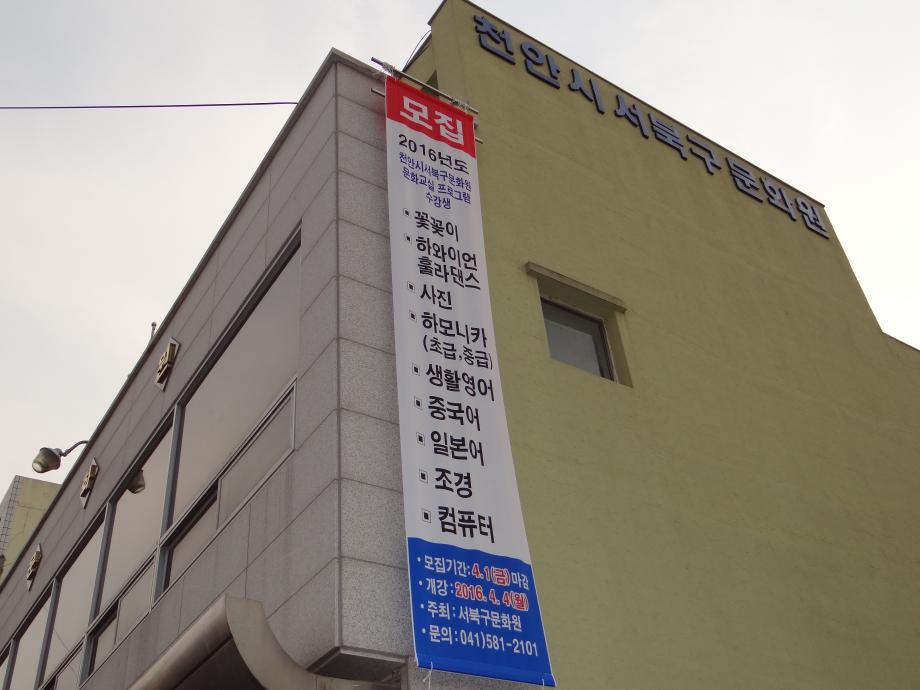 천안시서북구문화원
모집
2016년도
천안시서북구문화원
문화교실 프로그램
수강생
▣ 꽃꽂이
▣ 하와이언
훌라댄스
▣ 사진
▣ 하모니카
(초급,중급)
▣ 생활영어
▣ 중국어
▣ 일본어
▣ 조경
▣ 컴퓨터
• 모집기간: 4.1(금)마감
• 개강: 2016. 4. 4(월)
• 주최: 서북구문화원
• 문의: 041)581-2101